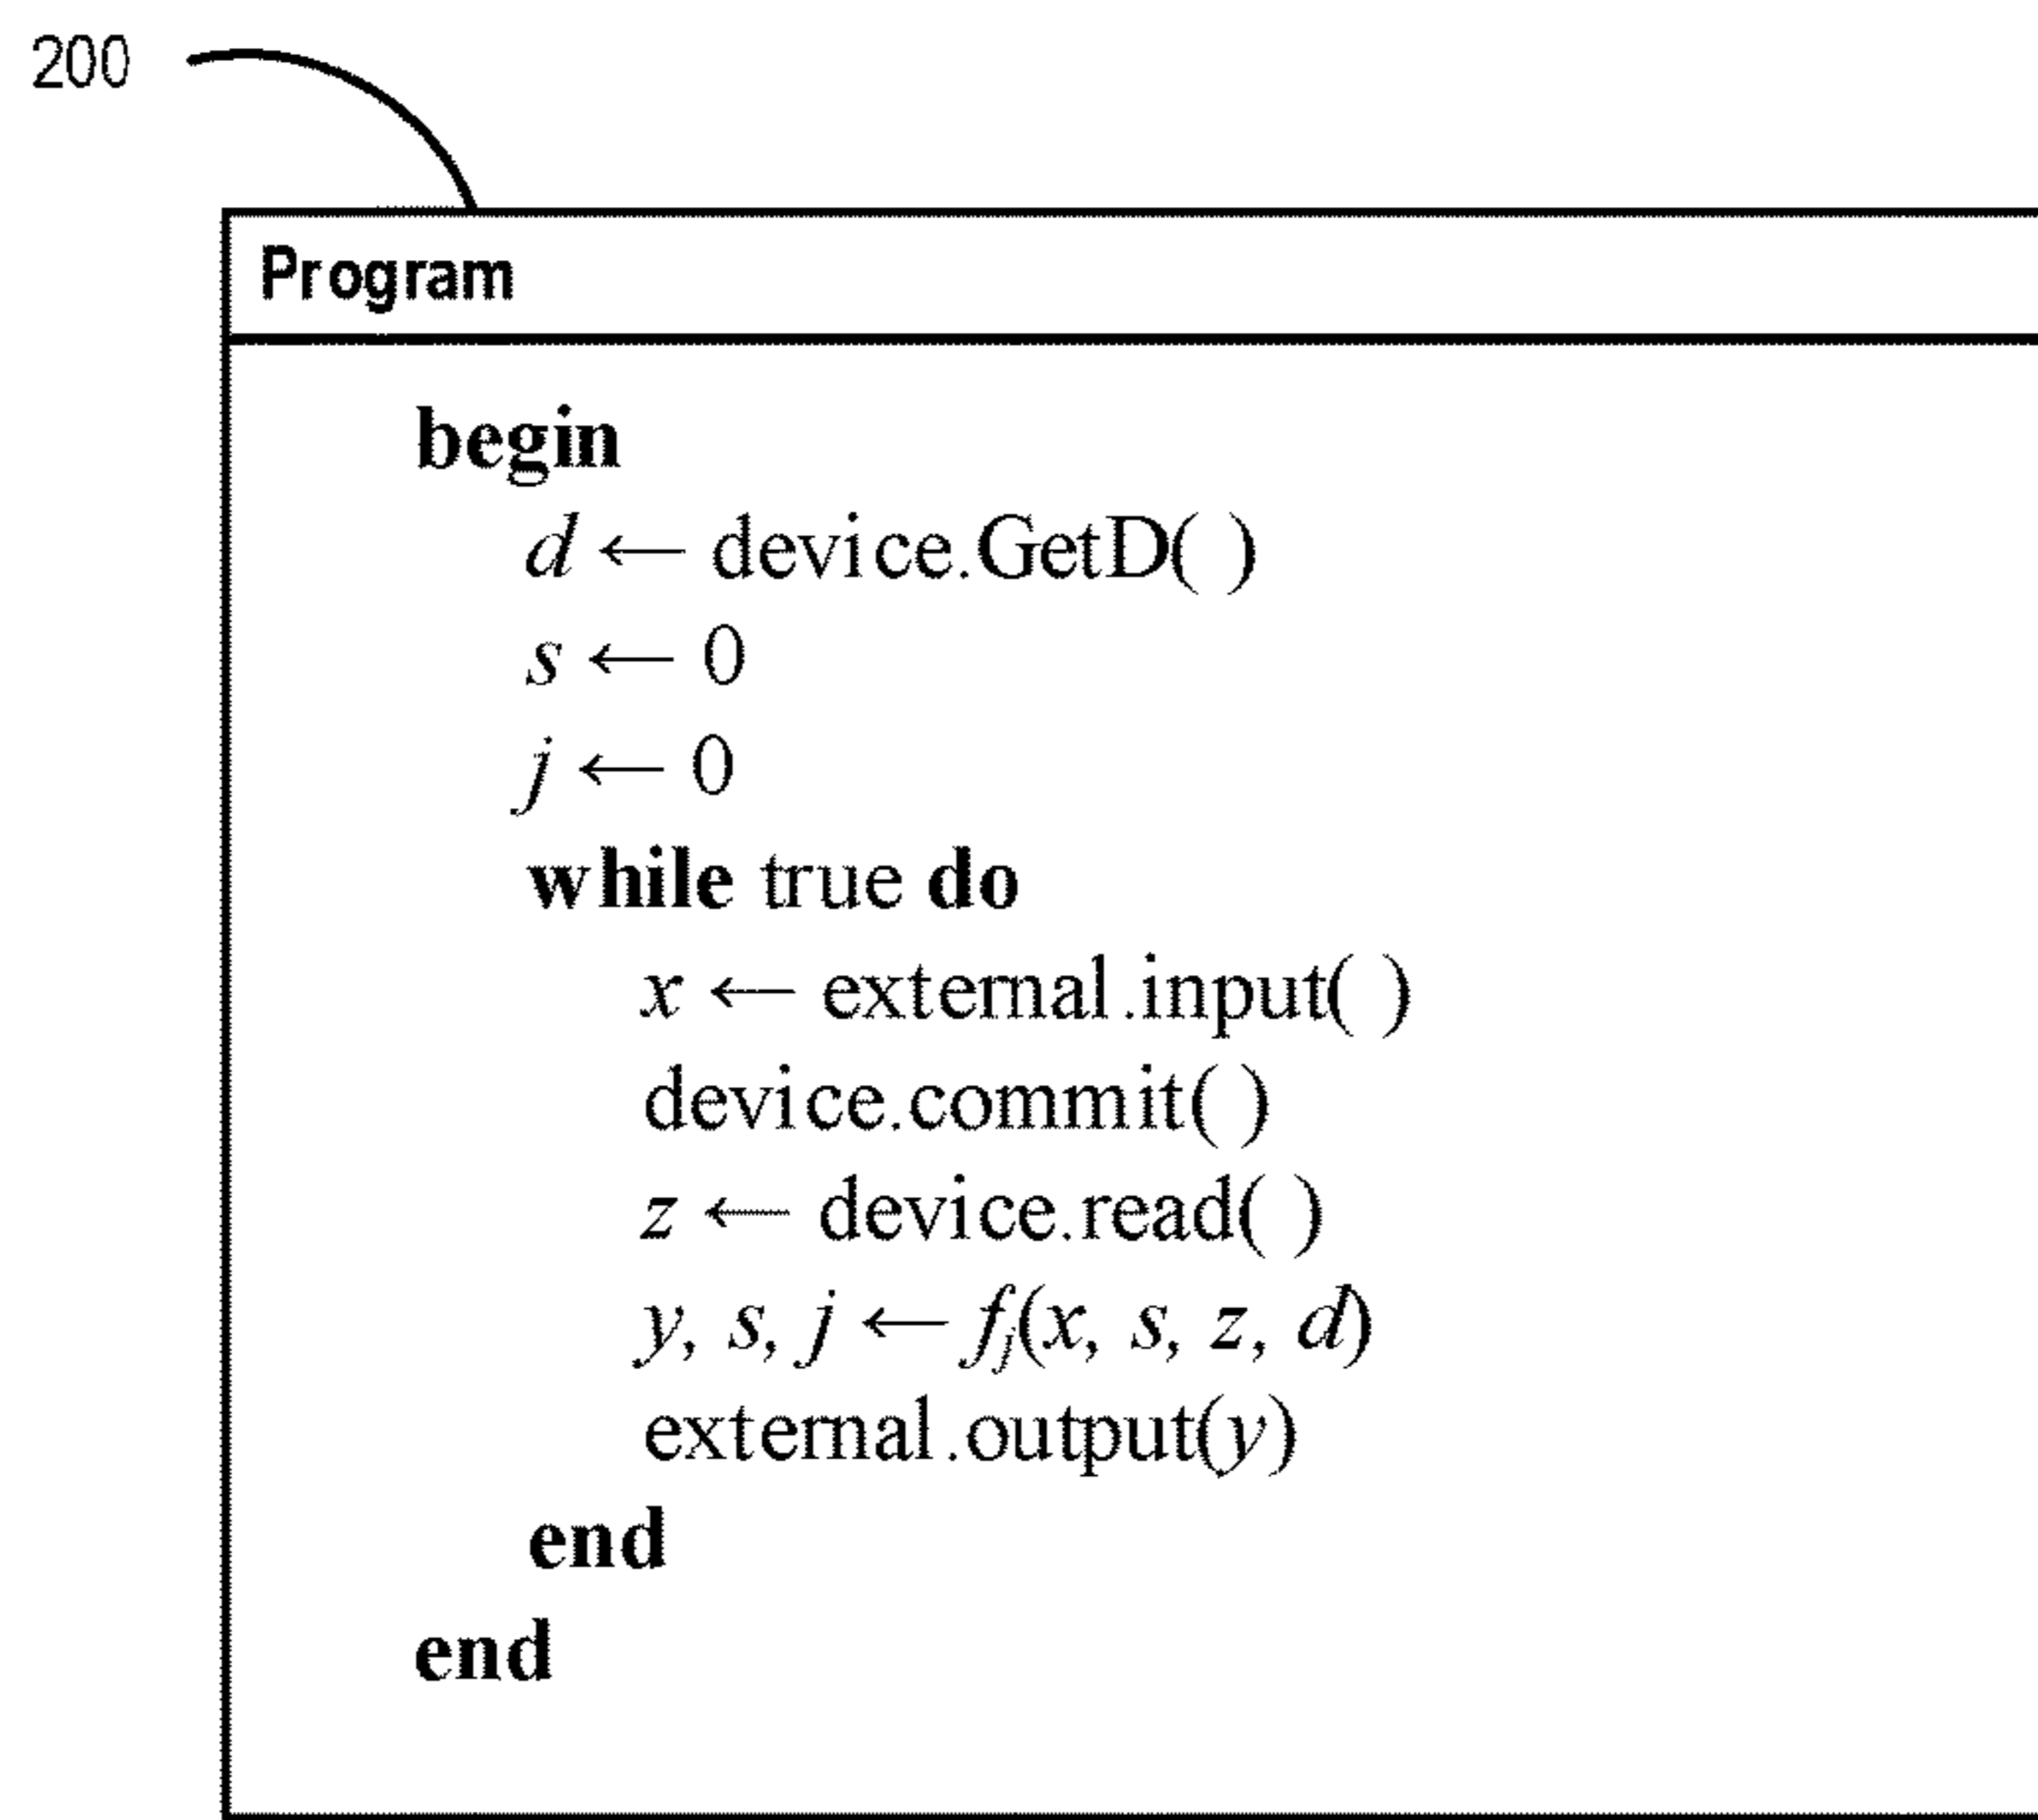 200
Program
begin
d ← device.GetD( )
s ← 0
j ← 0
while true do
x ← external.input( )
device.commit( )
z ← device.read( )
y, s, j ← fj(x, s, z, d)
external.output(y)
end
end